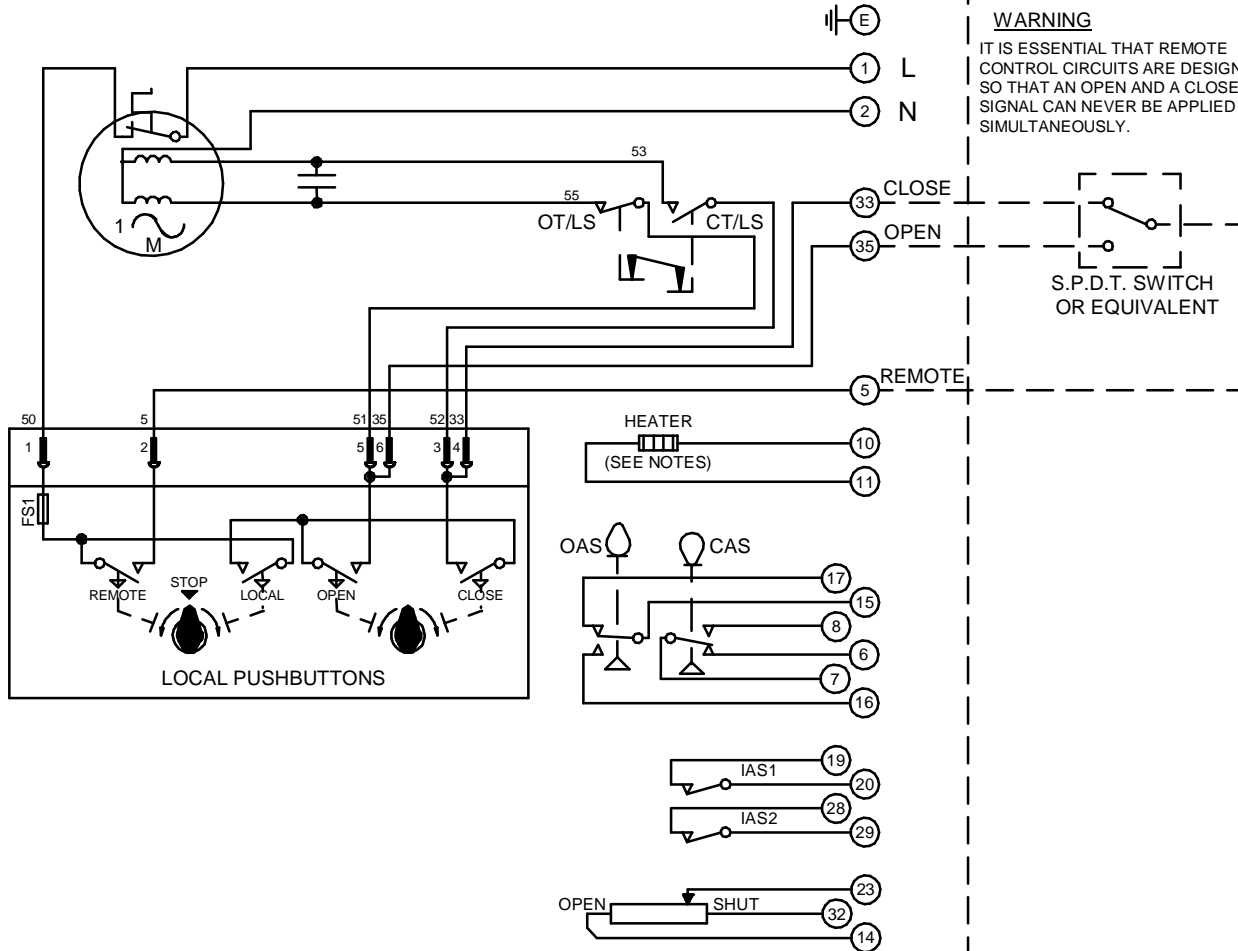 E
WARNING
IT IS ESSENTIAL THAT REMOTE
CONTROL CIRCUITS ARE DESIGN
SO THAT AN OPEN AND A CLOSE
SIGNAL CAN NEVER BE APPLIED
SIMULTANEOUSLY.
1 L
2 N
53
55
OT/LS CT/LS
1
M
33 CLOSE
35 OPEN
S.P.D.T. SWITCH
OR EQUIVALENT
5 REMOTE
50 5 51 35 52 33
1 2 5 6 3 4
FS1
REMOTE STOP LOCAL OPEN CLOSE
LOCAL PUSHBUTTONS
HEATER
(SEE NOTES)
10
11
OAS CAS
17
15
8
6
7
16
IAS1 19
20
IAS2 28
29
23
OPEN SHUT 32
14